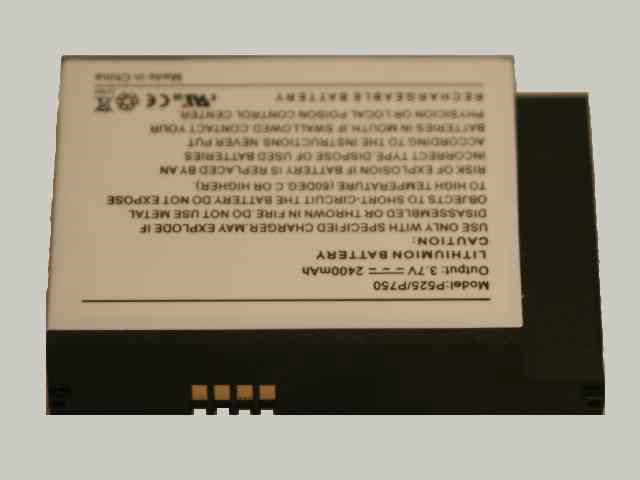 Model:P525/P750
Output: 3.7V 2400mAh
LITHIUMION BATTERY
CAUTION:
USE ONLY WITH SPECIFIED CHARGER.MAY EXPLODE IF
DISASSEMBLED OR THROWN IN FIRE.DO NOT USE METAL
OBJECTS TO SHORT-CIRCUIT THE BATTERY.DO NOT EXPOSE
TO HIGH TEMPERATURE (60DEG.C OR HIGHER).
RISK OF EXPLOSION IF BATTERY IS REPLACED BY AN
INCORRECT TYPE.DISPOSE OF USED BATTERIES
ACCORDING TO THE INSTRUCTIONS.NEVER PUT
BATTERIES IN MOUTH.IF SWALLOWED.CONTACT YOUR
PHYSICION OR LOCAL POISON CONTROL CENTER.
RECHARGEABLE BATTERY
CE
Made in China